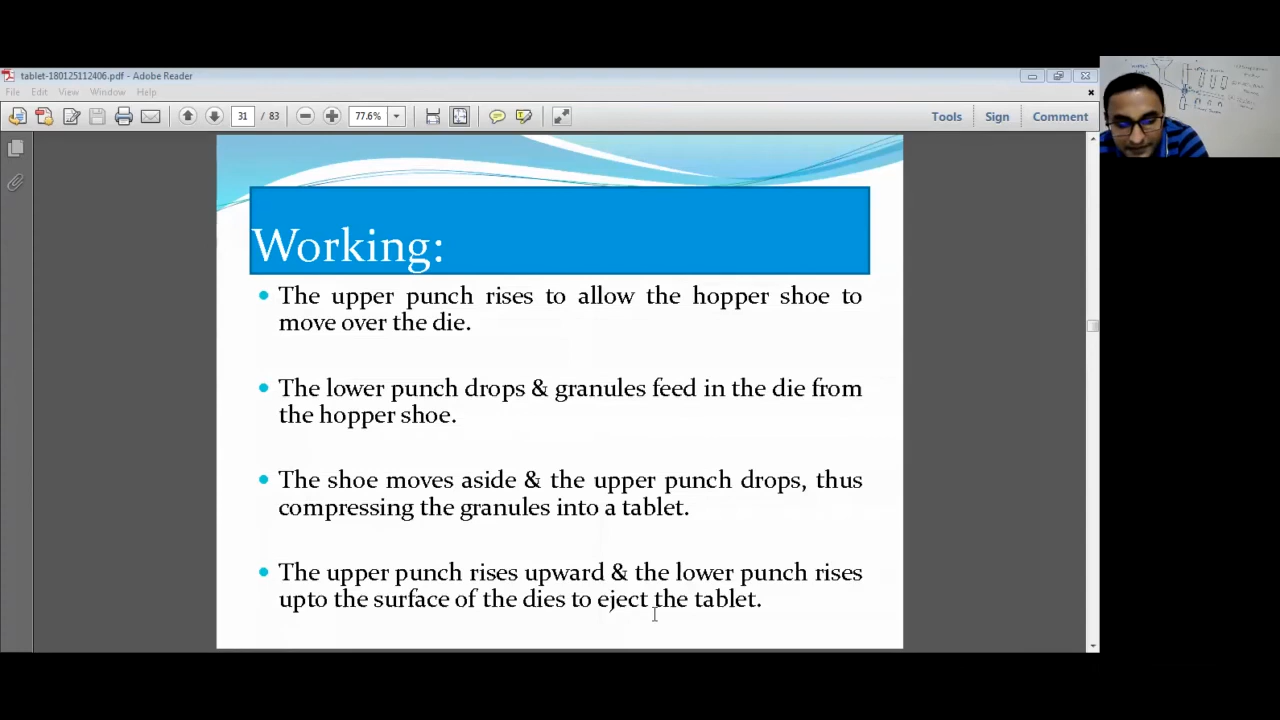 tablet-180125112406.pdf - Adobe Reader
File Edit View Window Help
31 / 83 77.6% Tools Sign Comment
Working:
The upper punch rises to allow the hopper shoe to
move over the die.
The lower punch drops & granules feed in the die from
the hopper shoe.
The shoe moves aside & the upper punch drops, thus
compressing the granules into a tablet.
The upper punch rises upward & the lower punch rises
upto the surface of the dies to eject the tablet.